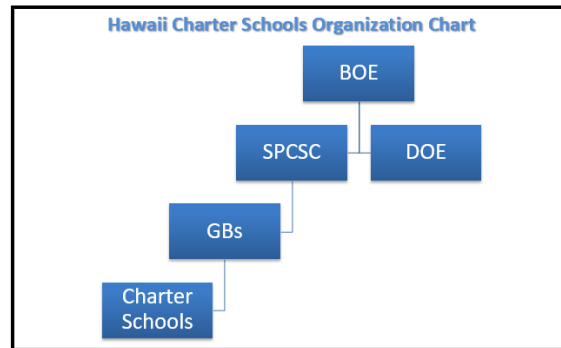 Hawaii Charter Schools Organization Chart
BOE
SPCSC
DOE
GBs
Charter
Schools